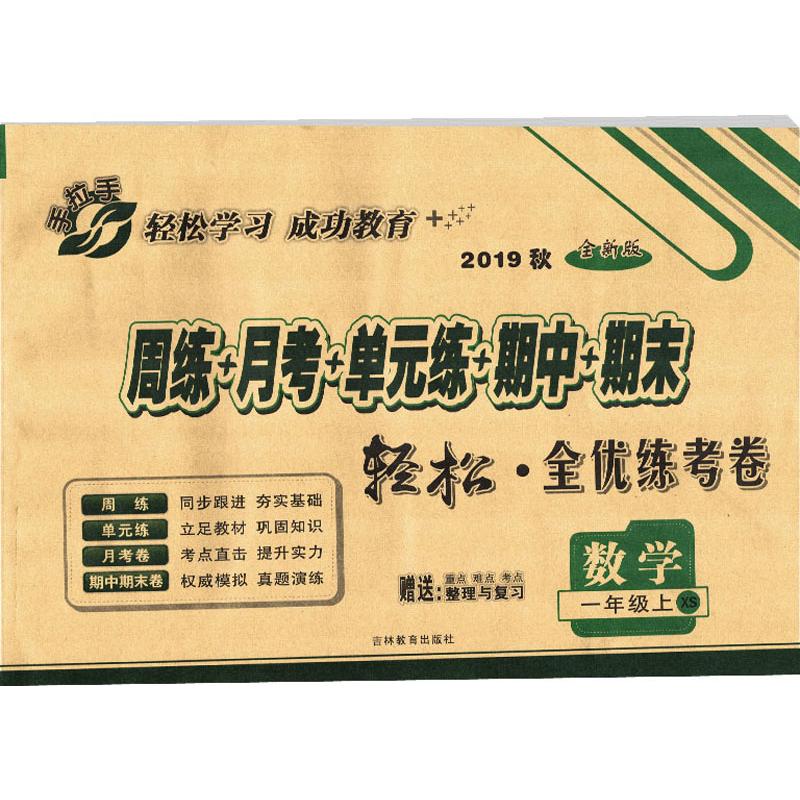 手拉手
轻松学习 成功教育
2019 秋 全新版
周练+月考+单元练+期中+期末
轻松·全优练考卷
周练 同步跟进 夯实基础
单元练 立足教材 巩固知识
月考卷 考点直击 提升实力
期中期末卷 权威模拟 真题演练
赠送: 重点 难点 考点
整理与复习
数学
一年级上 XS
吉林教育出版社